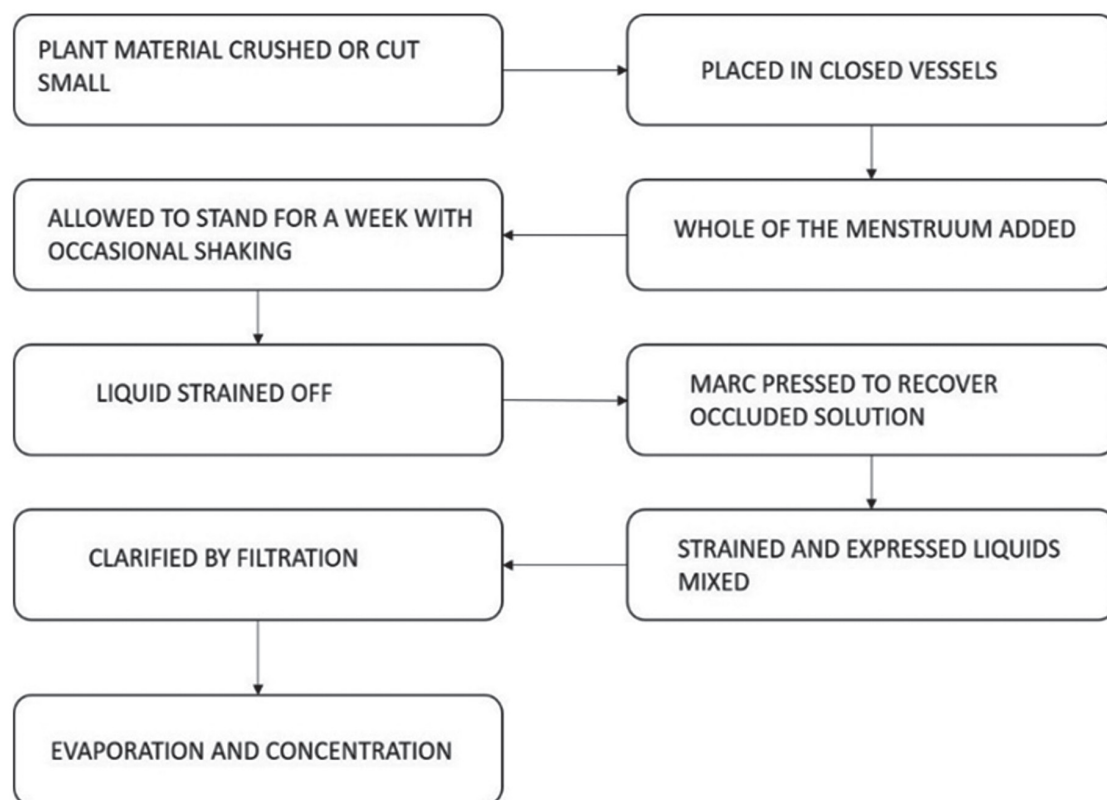 PLANT MATERIAL CRUSHED OR CUT
SMALL
PLACED IN CLOSED VESSELS
WHOLE OF THE MENSTRUUM ADDED
ALLOWED TO STAND FOR A WEEK WITH
OCCASIONAL SHAKING
LIQUID STRAINED OFF
MARC PRESSED TO RECOVER
OCCLUDED SOLUTION
STRAINED AND EXPRESSED LIQUIDS
MIXED
CLARIFIED BY FILTRATION
EVAPORATION AND CONCENTRATION